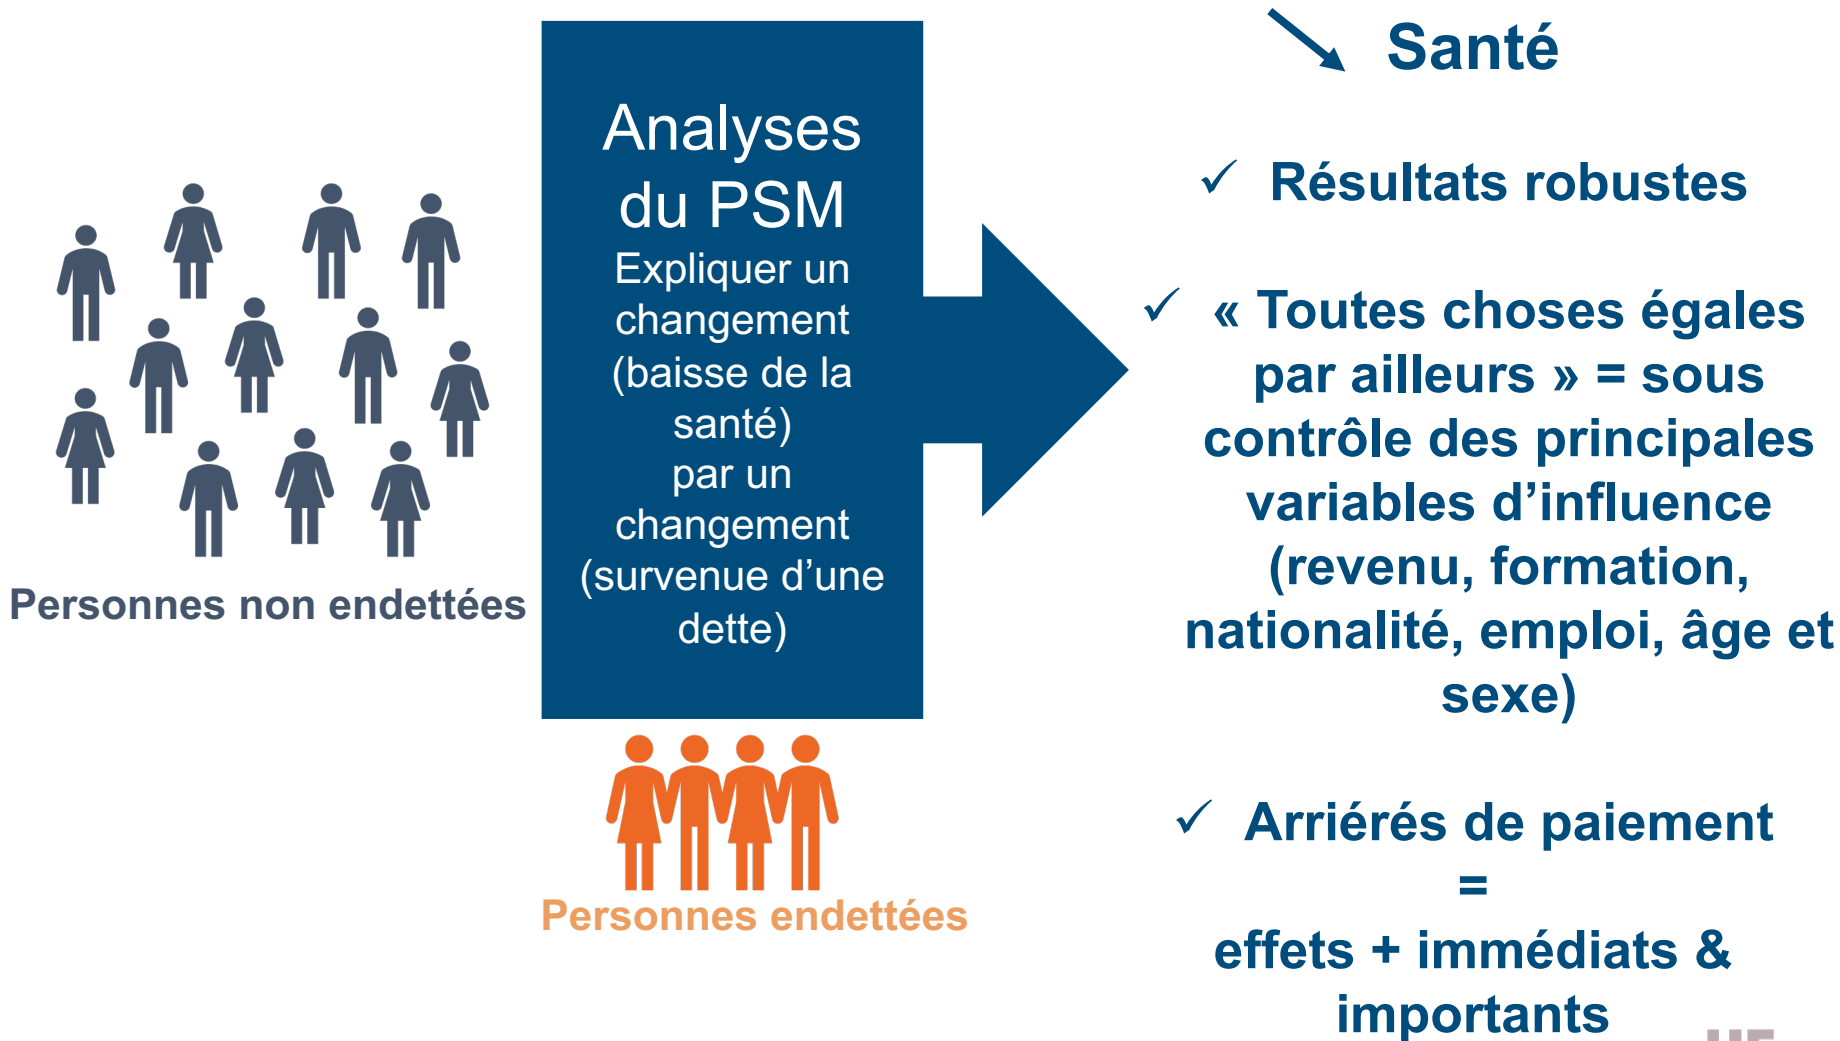 Analyses
du PSM
Expliquer un
changement
(baisse de la
santé)
par un
changement
(survenue d’une
dette)
Personnes non endettées
Personnes endettées
Santé
✓ Résultats robustes
✓ « Toutes choses égales
par ailleurs » = sous
contrôle des principales
variables d’influence
(revenu, formation,
nationalité, emploi, âge et
sexe)
✓ Arriérés de paiement
=
effets + immédiats &
importants